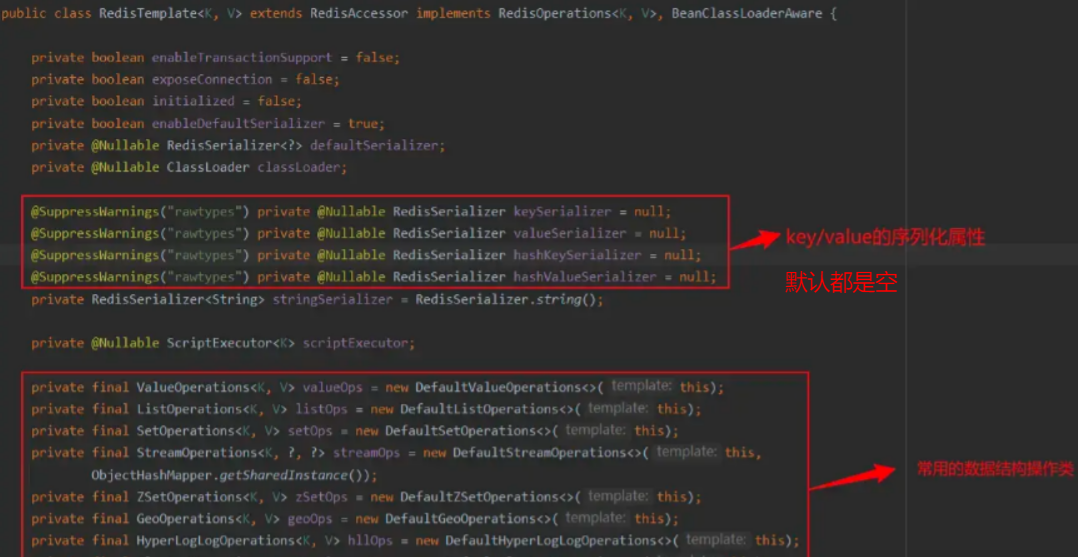 public class RedisTemplate<K, V> extends RedisAccessor implements RedisOperations<K, V>, BeanClassLoaderAware {
private boolean enableTransactionSupport = false;
private boolean exposeConnection = false;
private boolean initialized = false;
private boolean enableDefaultSerializer = true;
private @Nullable RedisSerializer<?> defaultSerializer;
private @Nullable ClassLoader classLoader;
@SuppressWarnings("rawtypes") private @Nullable RedisSerializer keySerializer = null;
@SuppressWarnings("rawtypes") private @Nullable RedisSerializer valueSerializer = null;
key/value的序列化属性
@SuppressWarnings("rawtypes") private @Nullable RedisSerializer hashKeySerializer = null;
@SuppressWarnings("rawtypes") private @Nullable RedisSerializer hashValueSerializer = null;
默认都是空
private RedisSerializer<String> stringSerializer = RedisSerializer.string();
private @Nullable ScriptExecutor<K> scriptExecutor;
private final ValueOperations<K, V> valueOps = new DefaultValueOperations<>( template: this);
private final ListOperations<K, V> listOps = new DefaultListOperations<>( template: this);
private final SetOperations<K, V> setOps = new DefaultSetOperations<>( template: this);
private final StreamOperations<K, ?, ?> streamOps = new DefaultStreamOperations<>( template: this,
ObjectHashMapper.getSharedInstance());
常用的数据结构操作类
private final ZSetOperations<K, V> zSetOps = new DefaultZSetOperations<>( template: this);
private final GeoOperations<K, V> geoOps = new DefaultGeoOperations<>( template: this);
private final HyperLogLogOperations<K, V> hllOps = new DefaultHyperLogLogOperations<>( template: this);